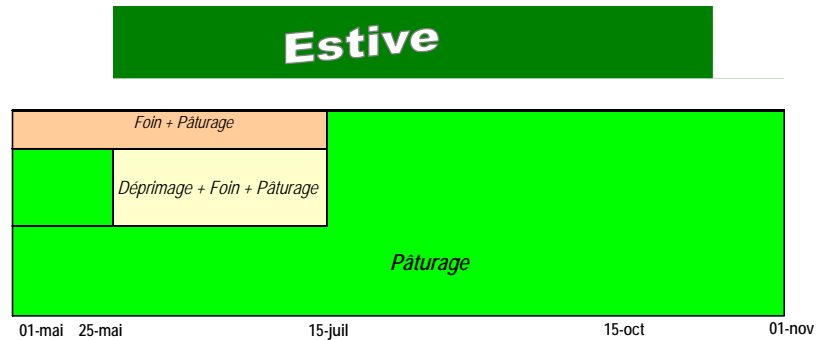 Estive
Foin + Pâturage
Déprimage + Foin + Pâturage
Pâturage
01-mai 25-mai 15-juil 15-oct 01-nov